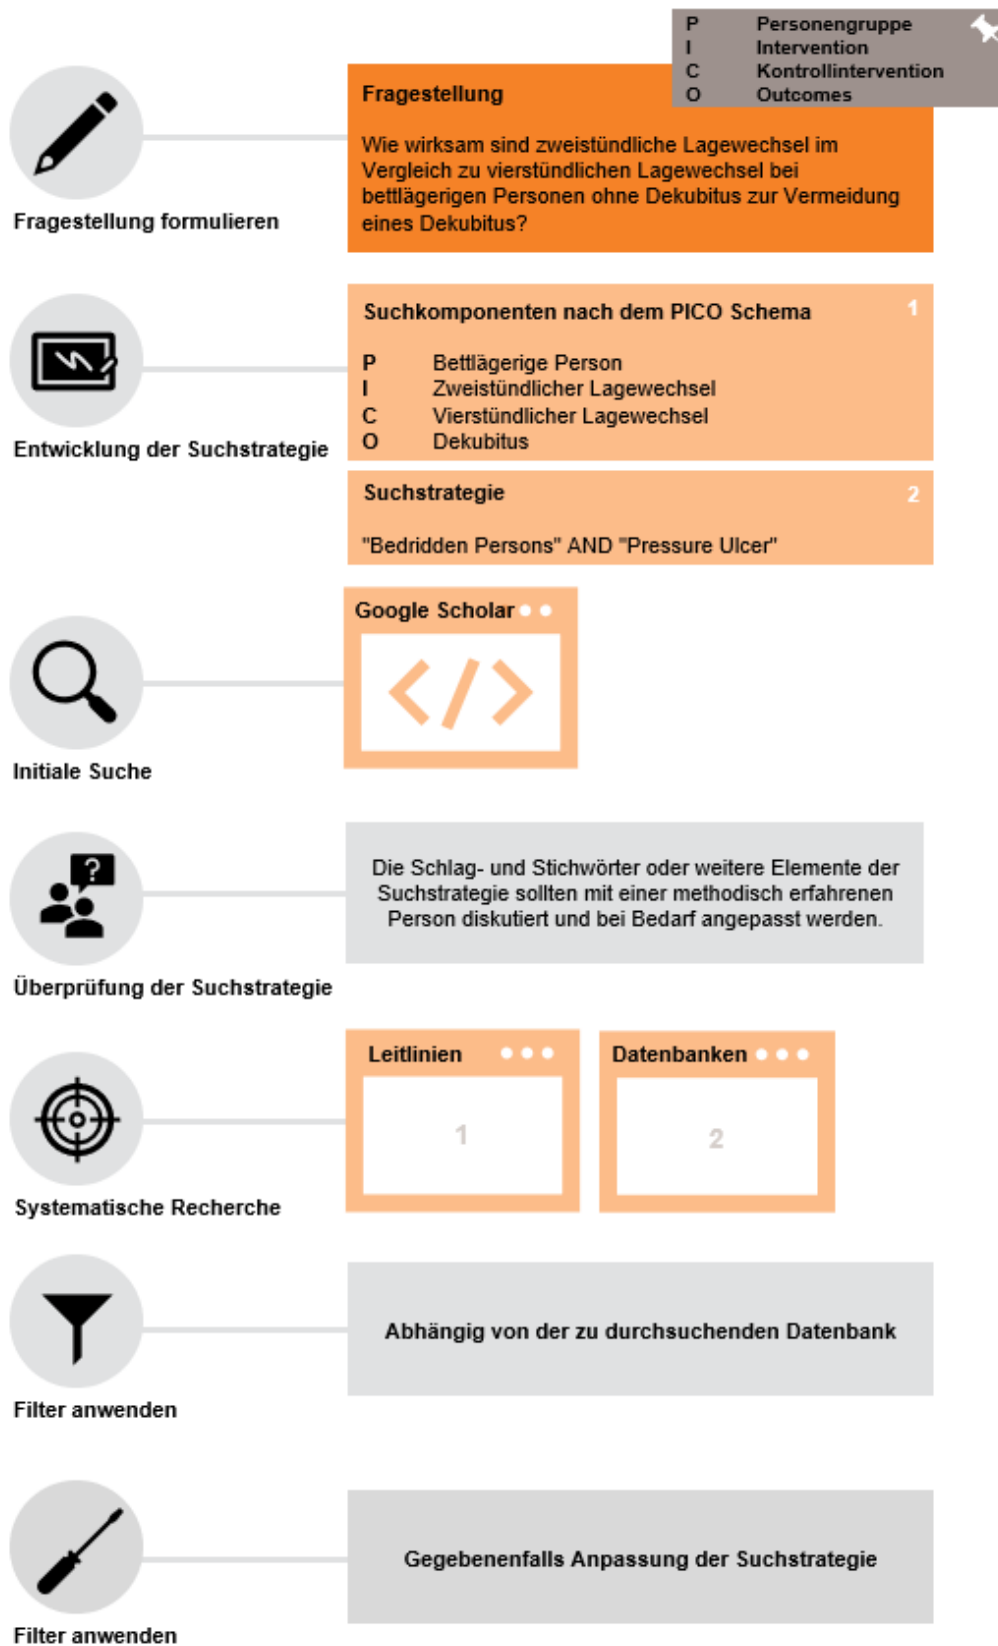 P Personengruppe
I Intervention
C Kontrollintervention
O Outcomes
Fragestellung
Wie wirksam sind zweistündliche Lagewechsel im
Vergleich zu vierstündlichen Lagewechsel bei
bettlägerigen Personen ohne Dekubitus zur Vermeidung
eines Dekubitus?
Fragestellung formulieren
Suchkomponenten nach dem PICO Schema 1
P Bettlägerige Person
I Zweistündlicher Lagewechsel
C Vierstündlicher Lagewechsel
O Dekubitus
Entwicklung der Suchstrategie
Suchstrategie 2
"Bedridden Persons" AND "Pressure Ulcer"
Google Scholar
</>
Initiale Suche
?
Die Schlag- und Stichwörter oder weitere Elemente der
Suchstrategie sollten mit einer methodisch erfahrenen
Person diskutiert und bei Bedarf angepasst werden.
Überprüfung der Suchstrategie
Leitlinien
1
Datenbanken
2
Systematische Recherche
Abhängig von der zu durchsuchenden Datenbank
Filter anwenden
Gegebenenfalls Anpassung der Suchstrategie
Filter anwenden